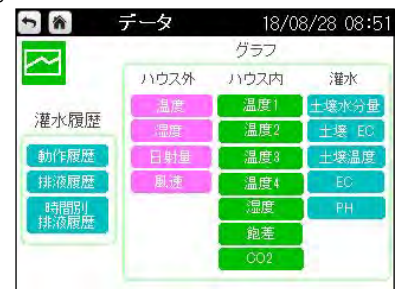 データ 18/08/28 08:51
グラフ
ハウス外 ハウス内 灌水
温度 温度1 土壌水分量
湿度 温度2 土壌 EC
日射量 温度3 土壌温度
風速 温度4 EC
湿度 PH
飽差
CO2
灌水履歴
動作履歴
排液履歴
時間別
排液履歴